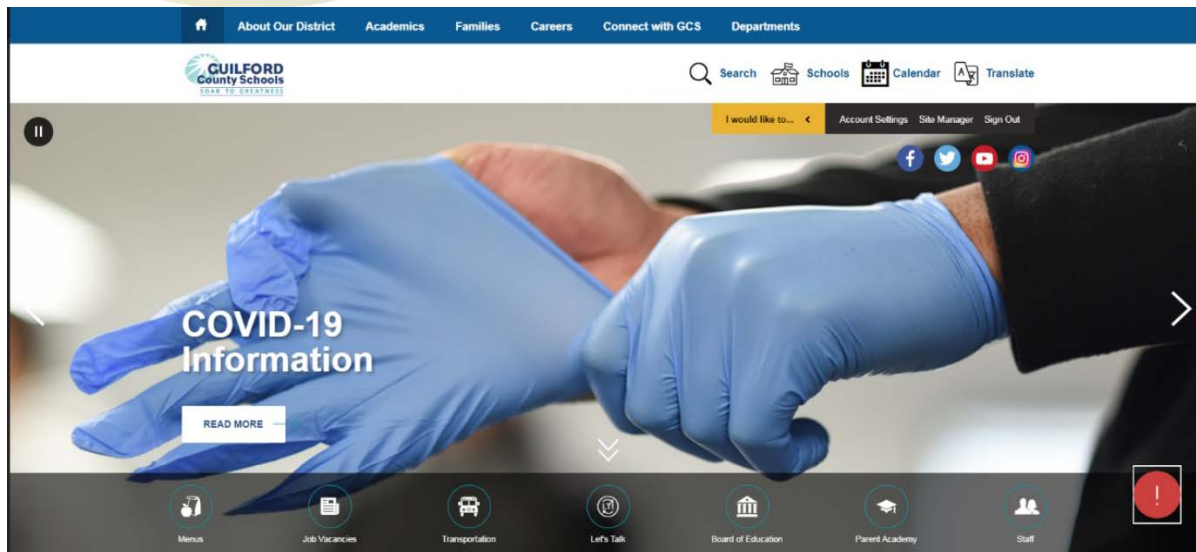 About Our District Academics Families Careers Connect with GCS Departments
GUILFORD
County Schools
SOAR TO GREATNESS
Search Schools Calendar Translate
I would like to... Account Settings Site Manager Sign Out
COVID-19
Information
READ MORE
Menus Job Vacancies Transportation Let's Talk Board of Education Parent Academy Staff